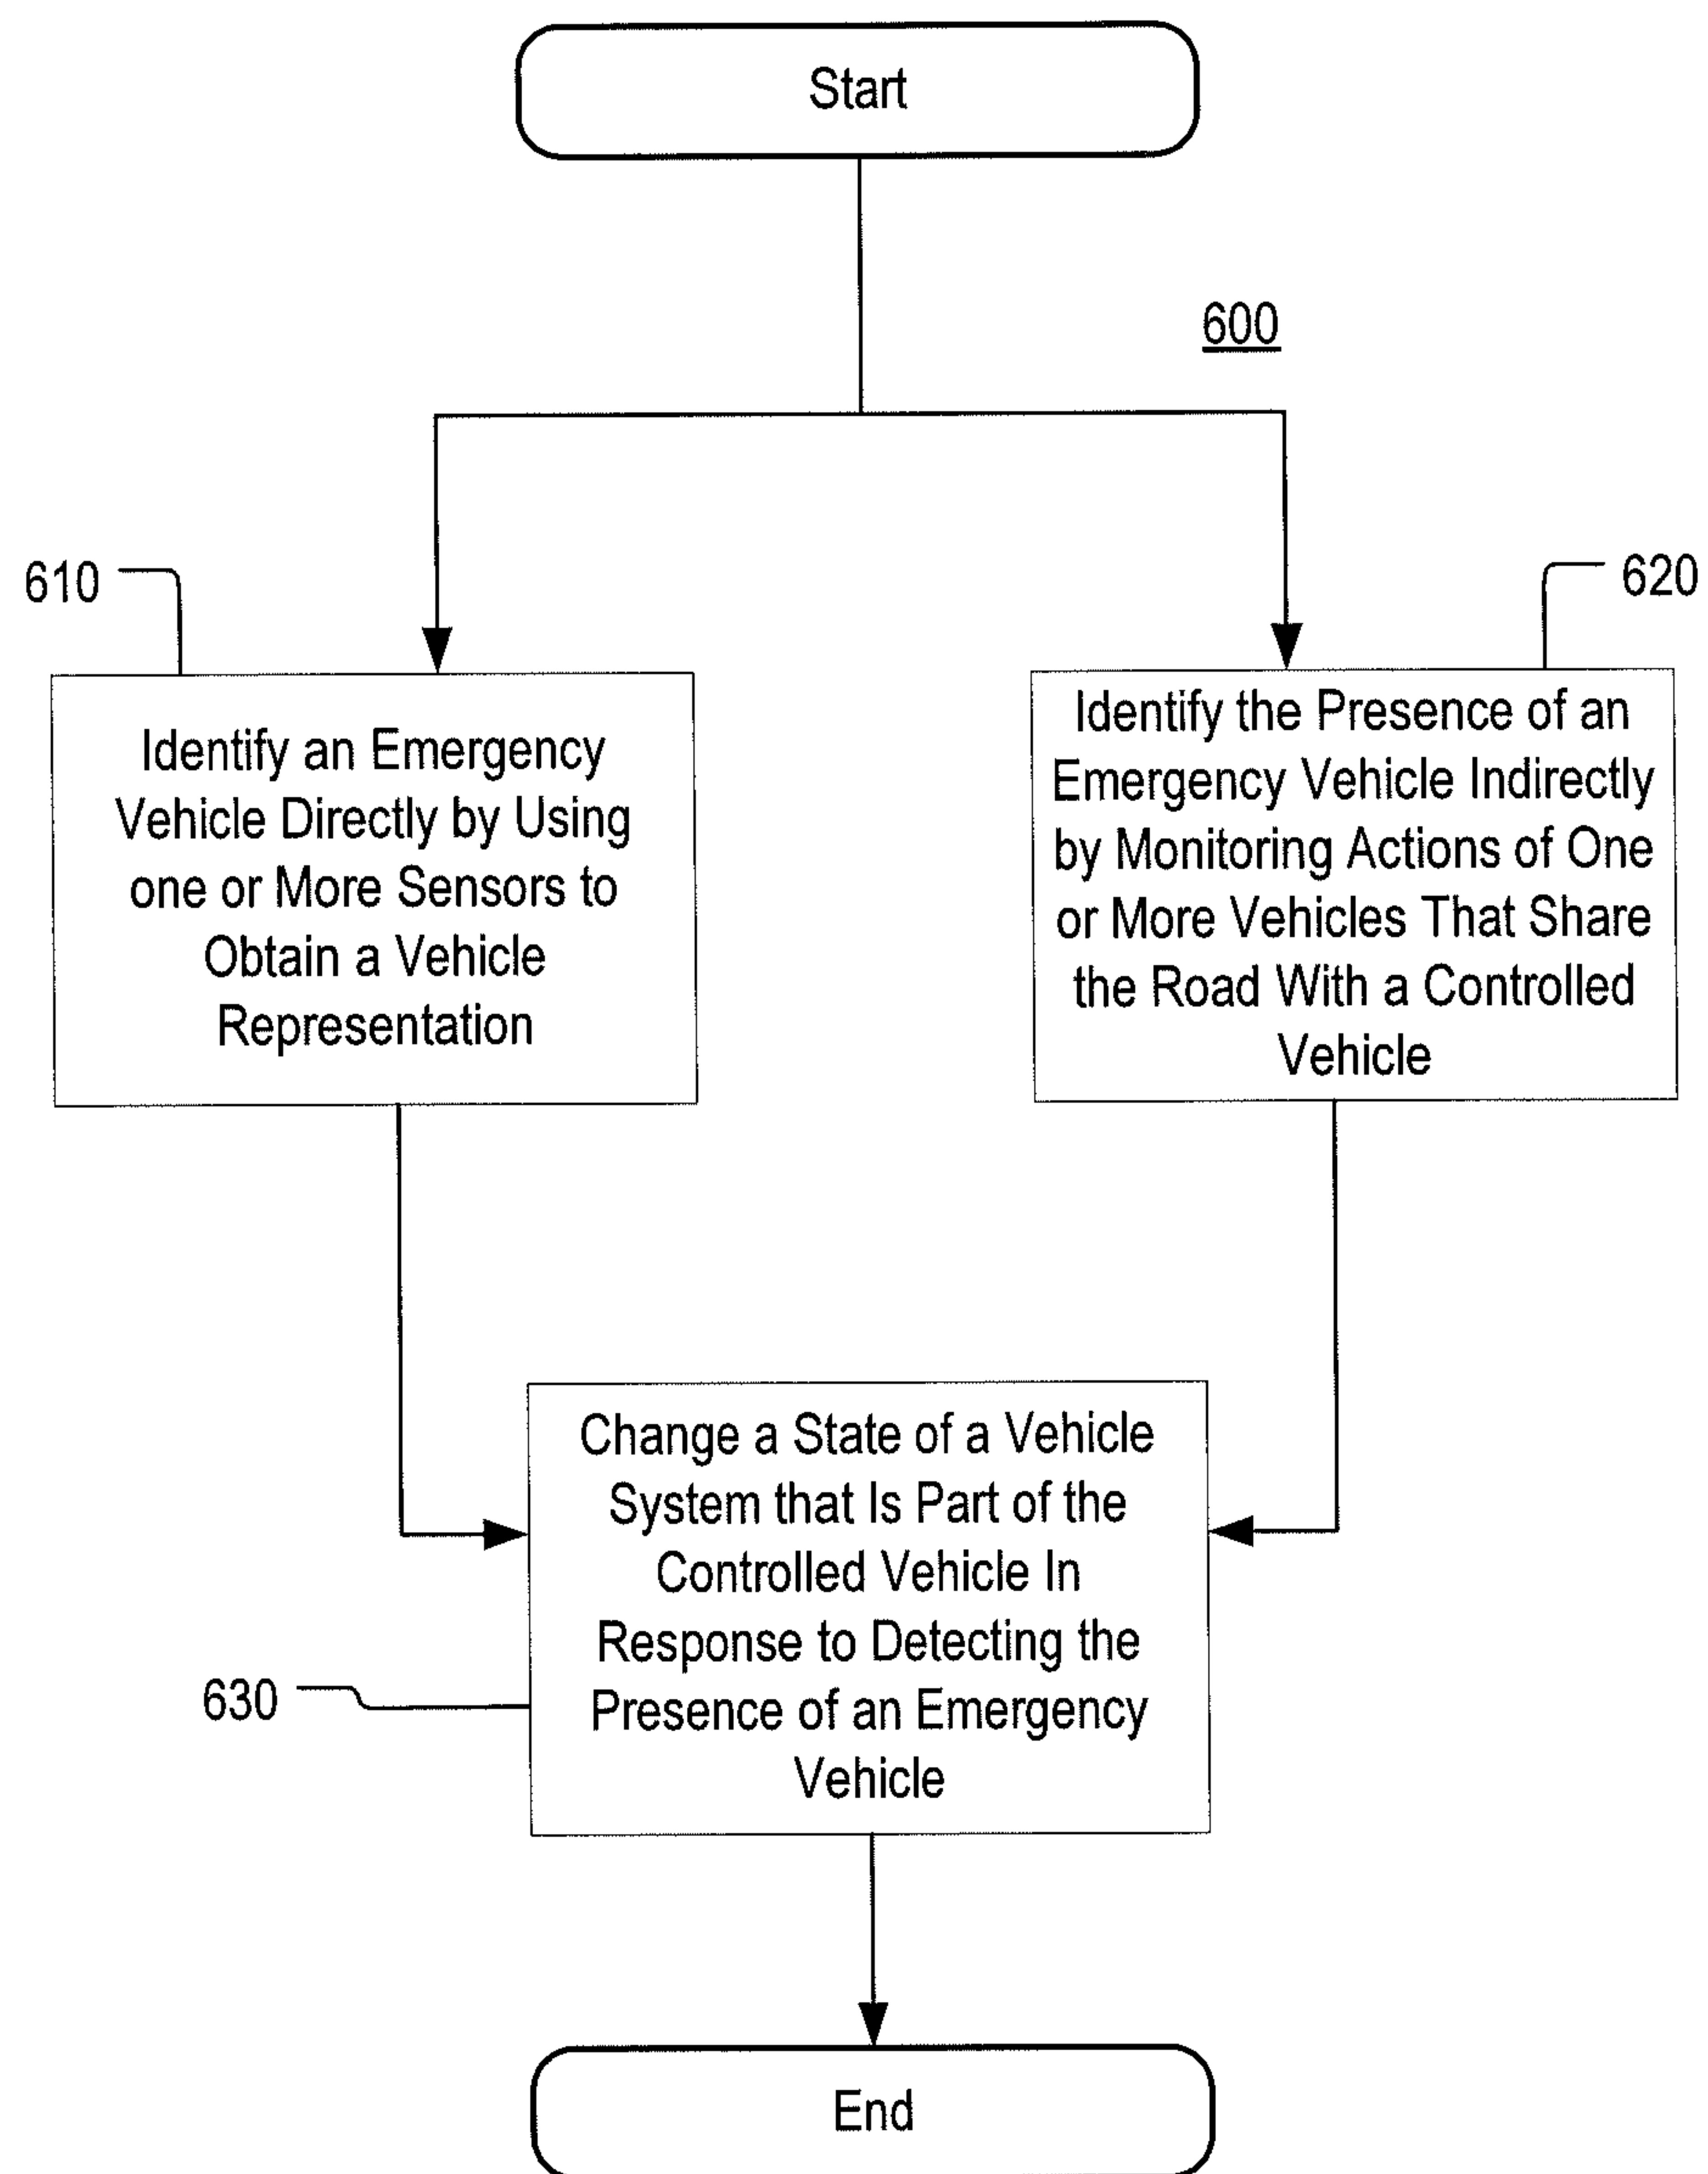 Start
600
610
620
Identify an Emergency
Vehicle Directly by Using
one or More Sensors to
Obtain a Vehicle
Representation
Identify the Presence of an
Emergency Vehicle Indirectly
by Monitoring Actions of One
or More Vehicles That Share
the Road With a Controlled
Vehicle
Change a State of a Vehicle
System that Is Part of the
Controlled Vehicle In
Response to Detecting the
Presence of an Emergency
Vehicle
630
End